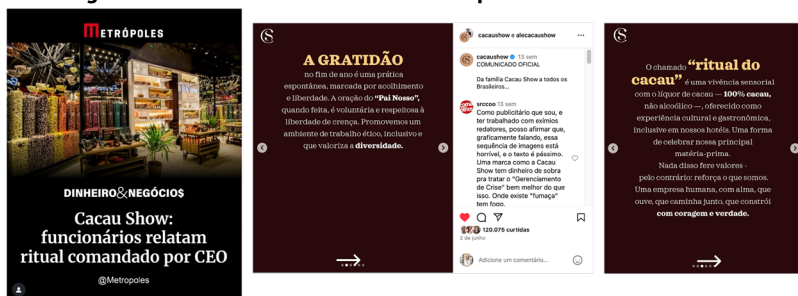 METRÓPOLES
DINHEIRO&NEGÓCIOS
Cacau Show:
funcionários relatam
ritual comandado por CEO
@Metropoles
CS
A GRATIDÃO
no fim de ano é uma prática
espontânea, marcada por acolhimento
e liberdade. A oração do "Pai Nosso",
quando feita, é voluntária e respeitosa à
liberdade de crença. Promovemos um
ambiente de trabalho ético, inclusivo e
que valoriza a diversidade.
cacaushow e alecacaushow
cacaushow 13 sem
COMUNICADO OFICIAL
Da família Cacau Show a todos os
Brasileiros...
srccoo 13 sem
Como publicitário que sou, e
ter trabalhado com exímios
redatores, posso afirmar que,
graficamente falando, essa
sequência de imagens está
horrível, e o texto é péssimo.
Uma marca como a Cacau
Show tem dinheiro de sobra
pra tratar o "Gerenciamento
de Crise" bem melhor do que
isso. Onde existe "fumaça"
tem fogo.
120.075 curtidas
2 de junho
Adicione um comentário...
CS
O chamado "ritual do
cacau" é uma vivência sensorial
com o líquor de cacau — 100% cacau,
não alcoólico —, oferecido como
experiência cultural e gastronômica,
inclusive em nossos hotéis. Uma forma
de celebrar nossa principal
matéria-prima.
Nada disso fere valores -
pelo contrário: reforça o que somos.
Uma empresa humana, com alma, que
ouve, que caminha junto, que constrói
com coragem e verdade.